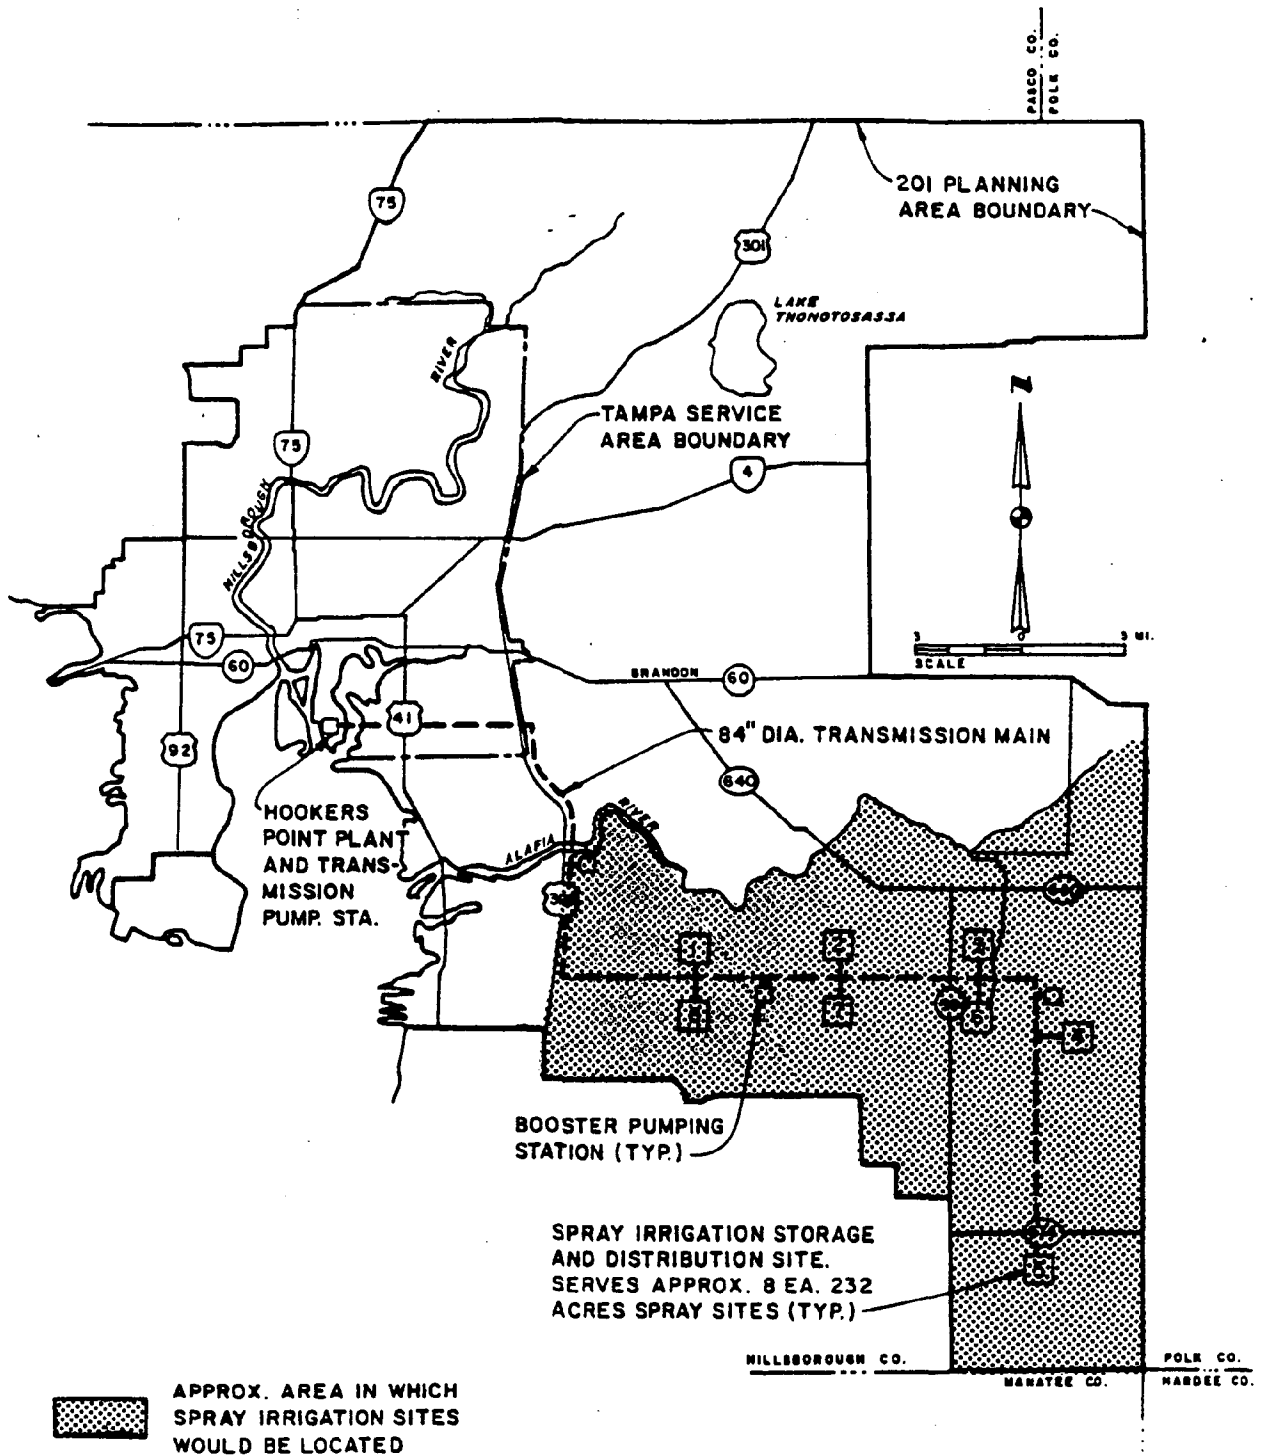 PASCO CO.
POLK CO.
201 PLANNING
AREA BOUNDARY
75
301
LAKE
THONOTOSASSA
RIVER
TAMPA SERVICE
AREA BOUNDARY
75
4
HILLSBOROUGH
N
3 0 3 MI.
SCALE
75
60
BRANDON
60
41
92
84" DIA. TRANSMISSION MAIN
640
HOOKERS
POINT PLANT
AND TRANS-
MISSION
PUMP. STA.
ALAFIA
RIVER
1
2
3
7
6
4
BOOSTER PUMPING
STATION (TYP.)
SPRAY IRRIGATION STORAGE
AND DISTRIBUTION SITE.
SERVES APPROX. 8 EA. 232
ACRES SPRAY SITES (TYP.)
HILLSBOROUGH CO.
POLK CO.
MANATEE CO.
HARDEE CO.
APPROX. AREA IN WHICH
SPRAY IRRIGATION SITES
WOULD BE LOCATED